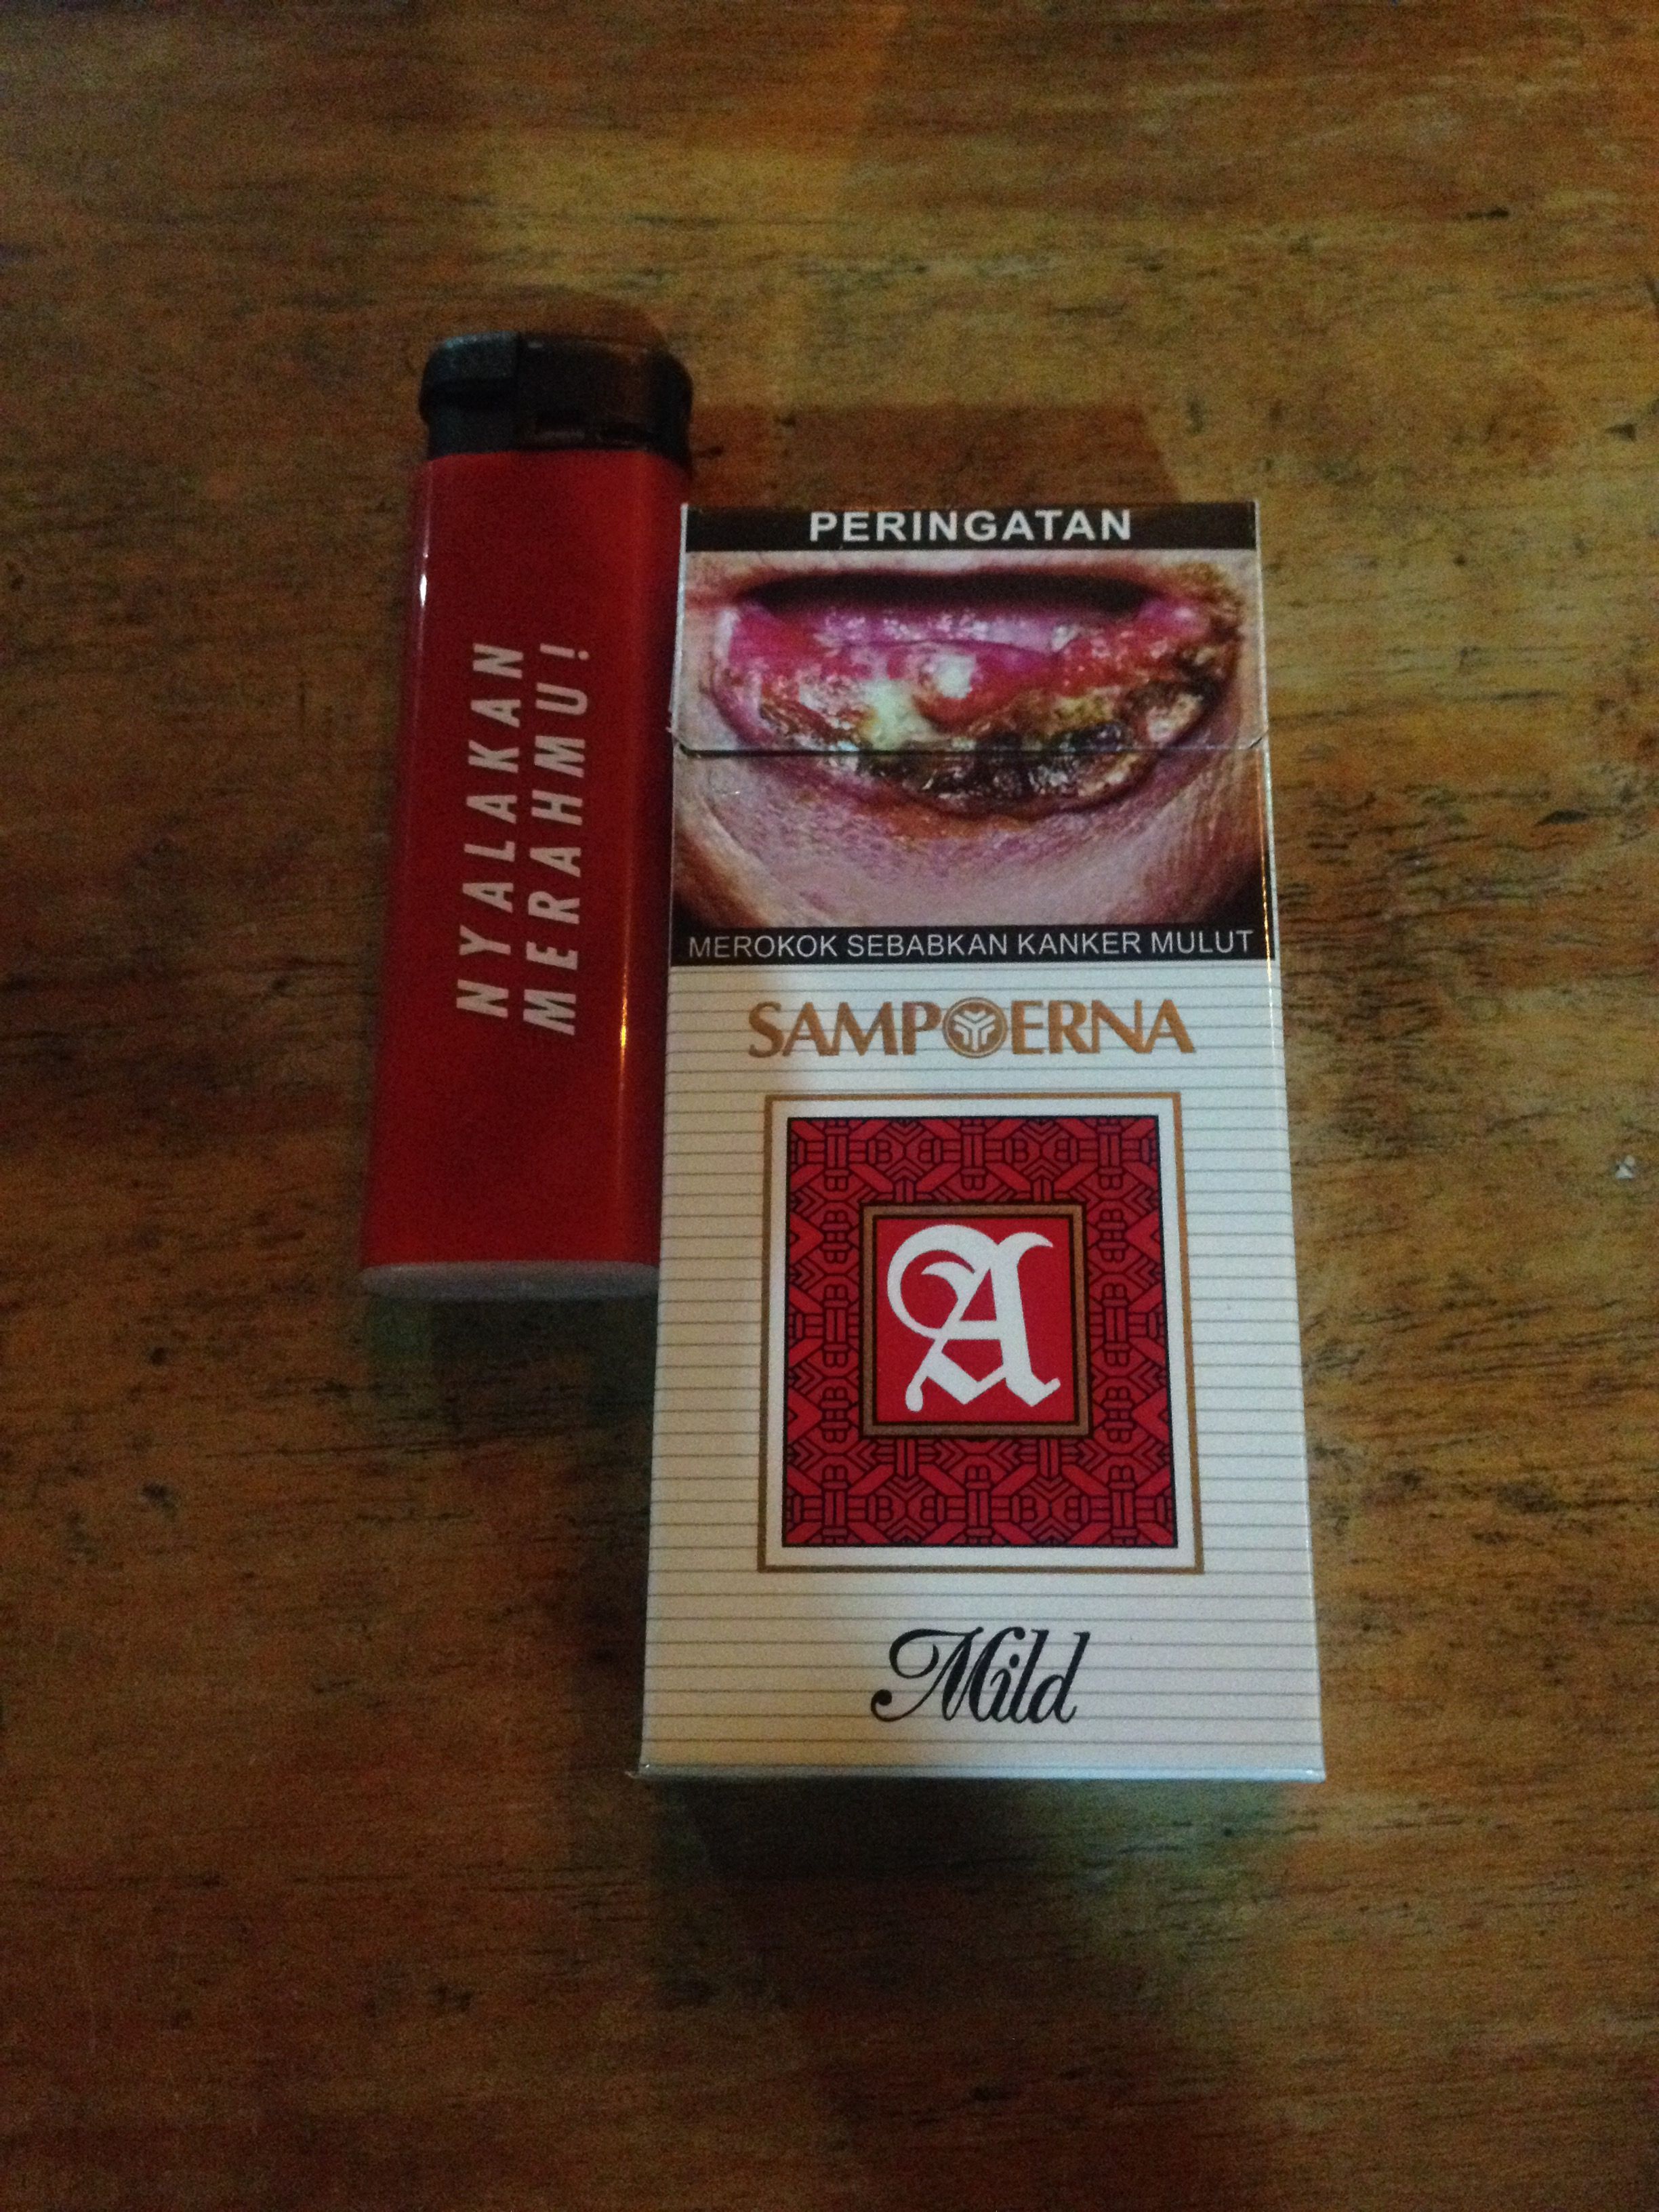 NYALAKAN
MERAHMU!
PERINGATAN
MEROKOK SEBABKAN KANKER MULUT
SAMPOERNA
A
Mild